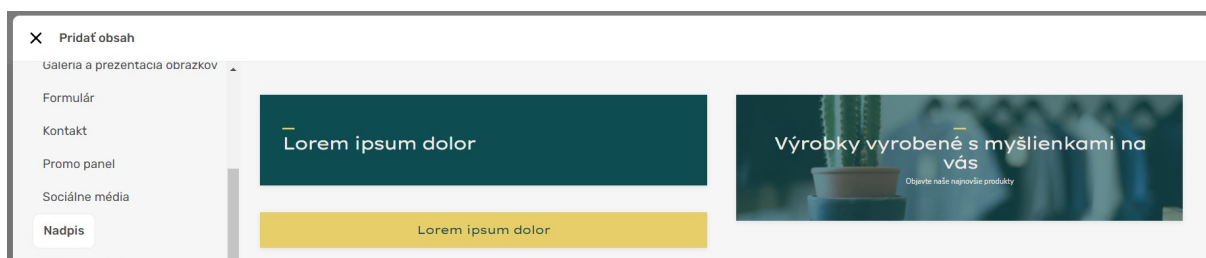 Pridať obsah
Galéria a prezentácia obrázkov
Formulár
Kontakt
Promo panel
Sociálne média
Nadpis
Lorem ipsum dolor
Lorem ipsum dolor
Výrobky vyrobené s myšlienkami na
vás
Objavte naše najnovšie produkty